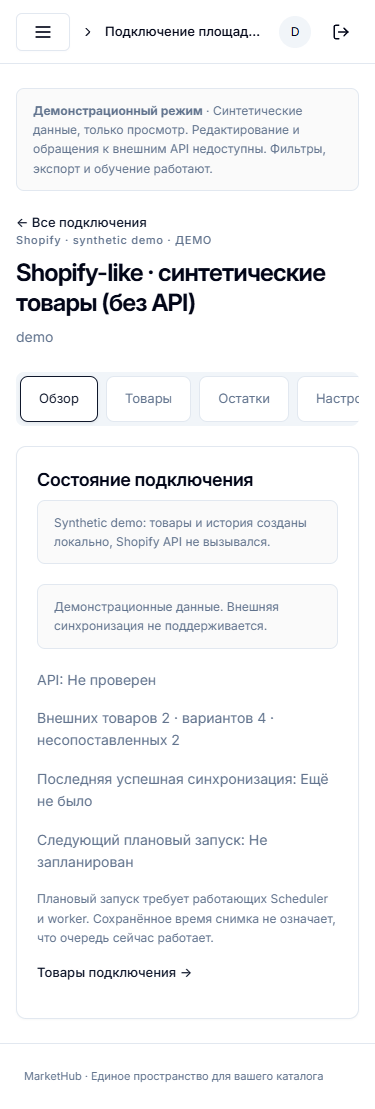 Подключение площад...
D
Демонстрационный режим · Синтетические
данные, только просмотр. Редактирование и
обращения к внешним API недоступны. Фильтры,
экспорт и обучение работают.
← Все подключения
Shopify · synthetic demo · ДЕМО
Shopify-like · синтетические
товары (без API)
demo
Обзор
Товары
Остатки
Настро
Состояние подключения
Synthetic demo: товары и история созданы
локально, Shopify API не вызывался.
Демонстрационные данные. Внешняя
синхронизация не поддерживается.
API: Не проверен
Внешних товаров 2 · вариантов 4 ·
несопоставленных 2
Последняя успешная синхронизация: Ещё
не было
Следующий плановый запуск: Не
запланирован
Плановый запуск требует работающих Scheduler
и worker. Сохранённое время снимка не означает,
что очередь сейчас работает.
Товары подключения →
MarketHub · Единое пространство для вашего каталога